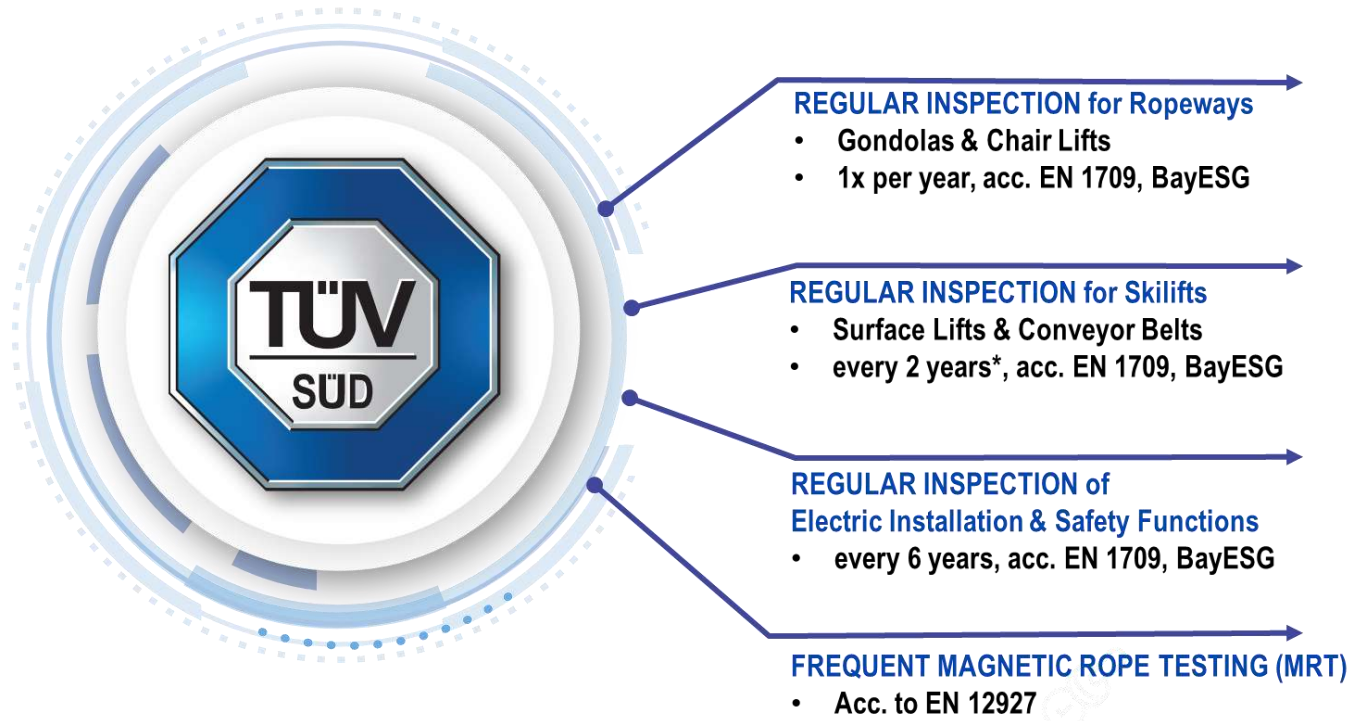 TÜV
SÜD
REGULAR INSPECTION for Ropeways
• Gondolas & Chair Lifts
• 1x per year, acc. EN 1709, BayESG
REGULAR INSPECTION for Skilifts
• Surface Lifts & Conveyor Belts
• every 2 years*, acc. EN 1709, BayESG
REGULAR INSPECTION of
Electric Installation & Safety Functions
• every 6 years, acc. EN 1709, BayESG
FREQUENT MAGNETIC ROPE TESTING (MRT)
• Acc. to EN 12927